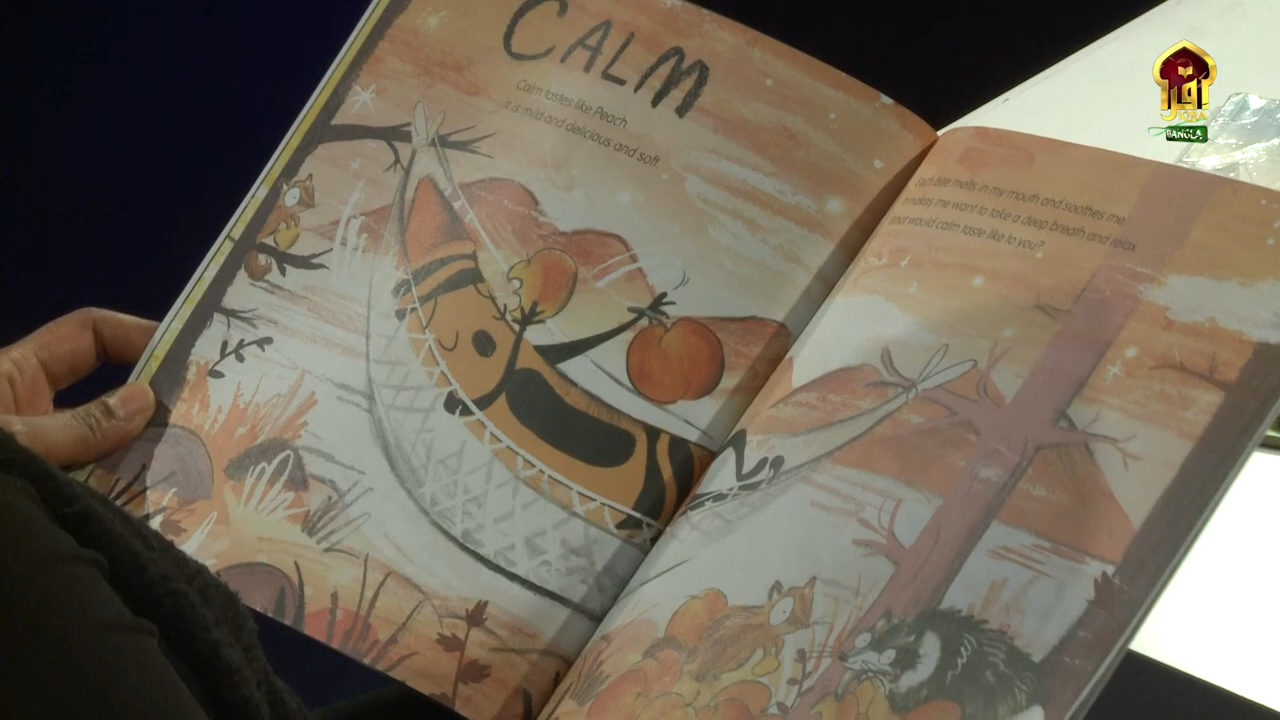 CALM
Calm tastes like Peach.
It is mild and delicious and soft.
Each bite melts in my mouth and soothes me.
It makes me want to take a deep breath and relax.
What would calm taste like to you?
اقرأ
IQRA
BANGLA